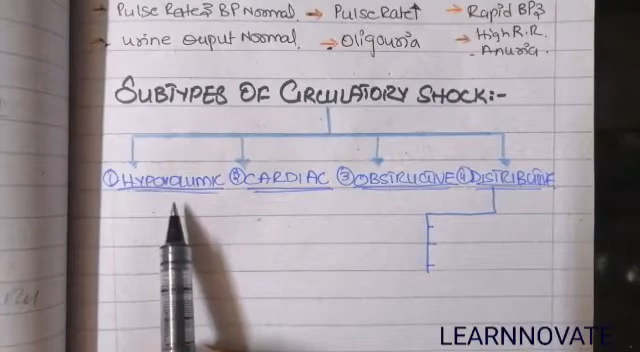 → Pulse Rate & BP Normal → Pulse Rate↑ → Rapid BP↓
→ Urine Ouput Normal → Oligouria → High R.R.
- Anuria.
SUBTYPES OF CIRCULATORY SHOCK:-
① HYPOVOLUMIC ② CARDIAC ③ OBSTRUCTIVE ④ DISTRIBUTIVE
LEARNNOVATE